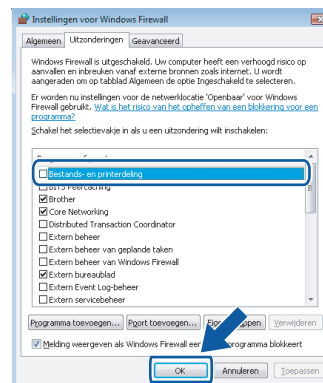 Instellingen voor Windows Firewall
Algemeen Uitzonderingen Geavanceerd
Windows Firewall is uitgeschakeld. Uw computer heeft een verhoogd risico op
aanvallen en inbreuken vanaf externe bronnen zoals internet. U wordt
aangeraden om op tabblad Algemeen de optie Ingeschakeld te selecteren.
Er worden nu instellingen voor de netwerklocatie 'Openbaar' voor Windows
Firewall gebruikt. Wat is het risico van het opheffen van een blokkering voor een
programma?
Schakel het selectievakje in als u een uitzondering wilt inschakelen:
Bestands- en printerdeling
BITS Peercaching
Brother
Core Networking
Distributed Transaction Coordinator
Extern beheer
Extern beheer van geplande taken
Extern beheer van Windows Firewall
Extern bureaublad
Extern Event Log-beheer
Extern servicebeheer
Programma toevoegen... Poort toevoegen... Verwijderen
Melding weergeven als Windows Firewall een programma blokkeert
OK Annuleren Toepassen